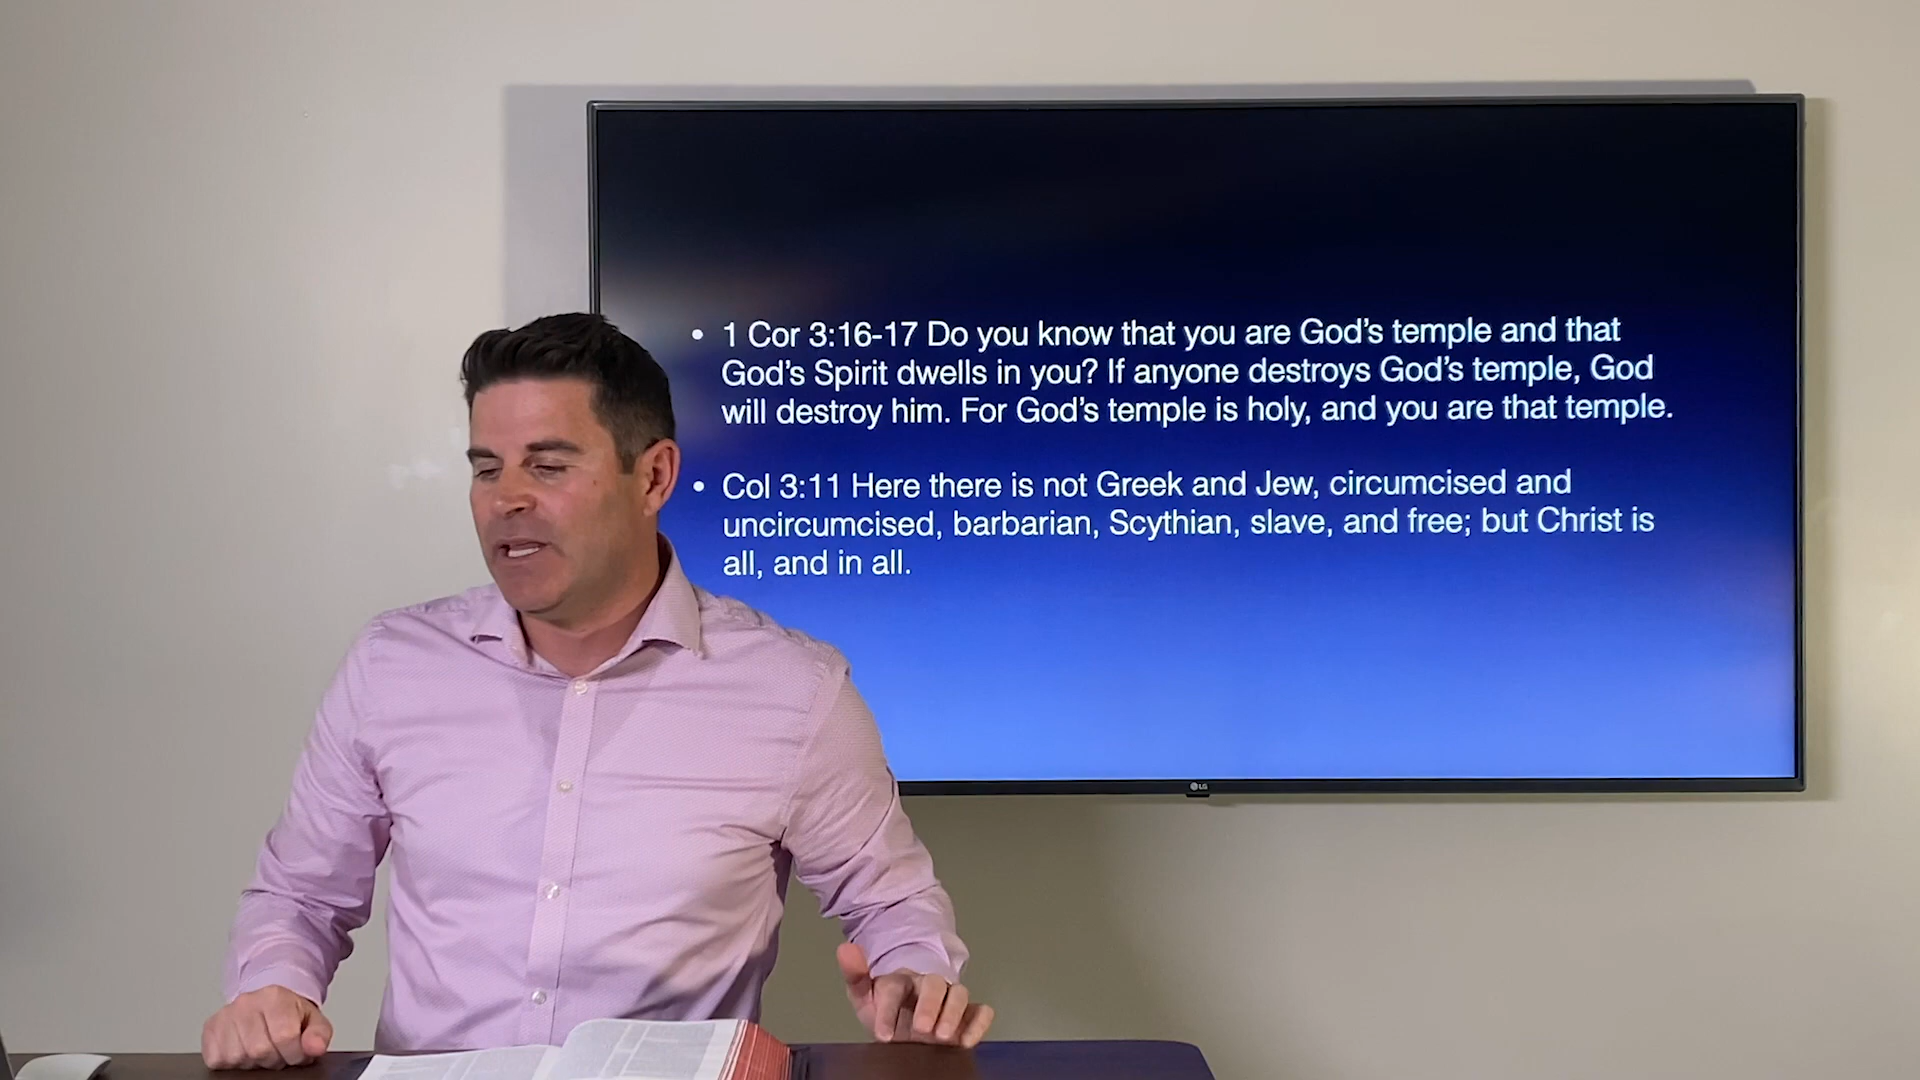 • 1 Cor 3:16-17 Do you know that you are God’s temple and that
God’s Spirit dwells in you? If anyone destroys God’s temple, God
will destroy him. For God’s temple is holy, and you are that temple.
• Col 3:11 Here there is not Greek and Jew, circumcised and
uncircumcised, barbarian, Scythian, slave, and free; but Christ is
all, and in all.
LG